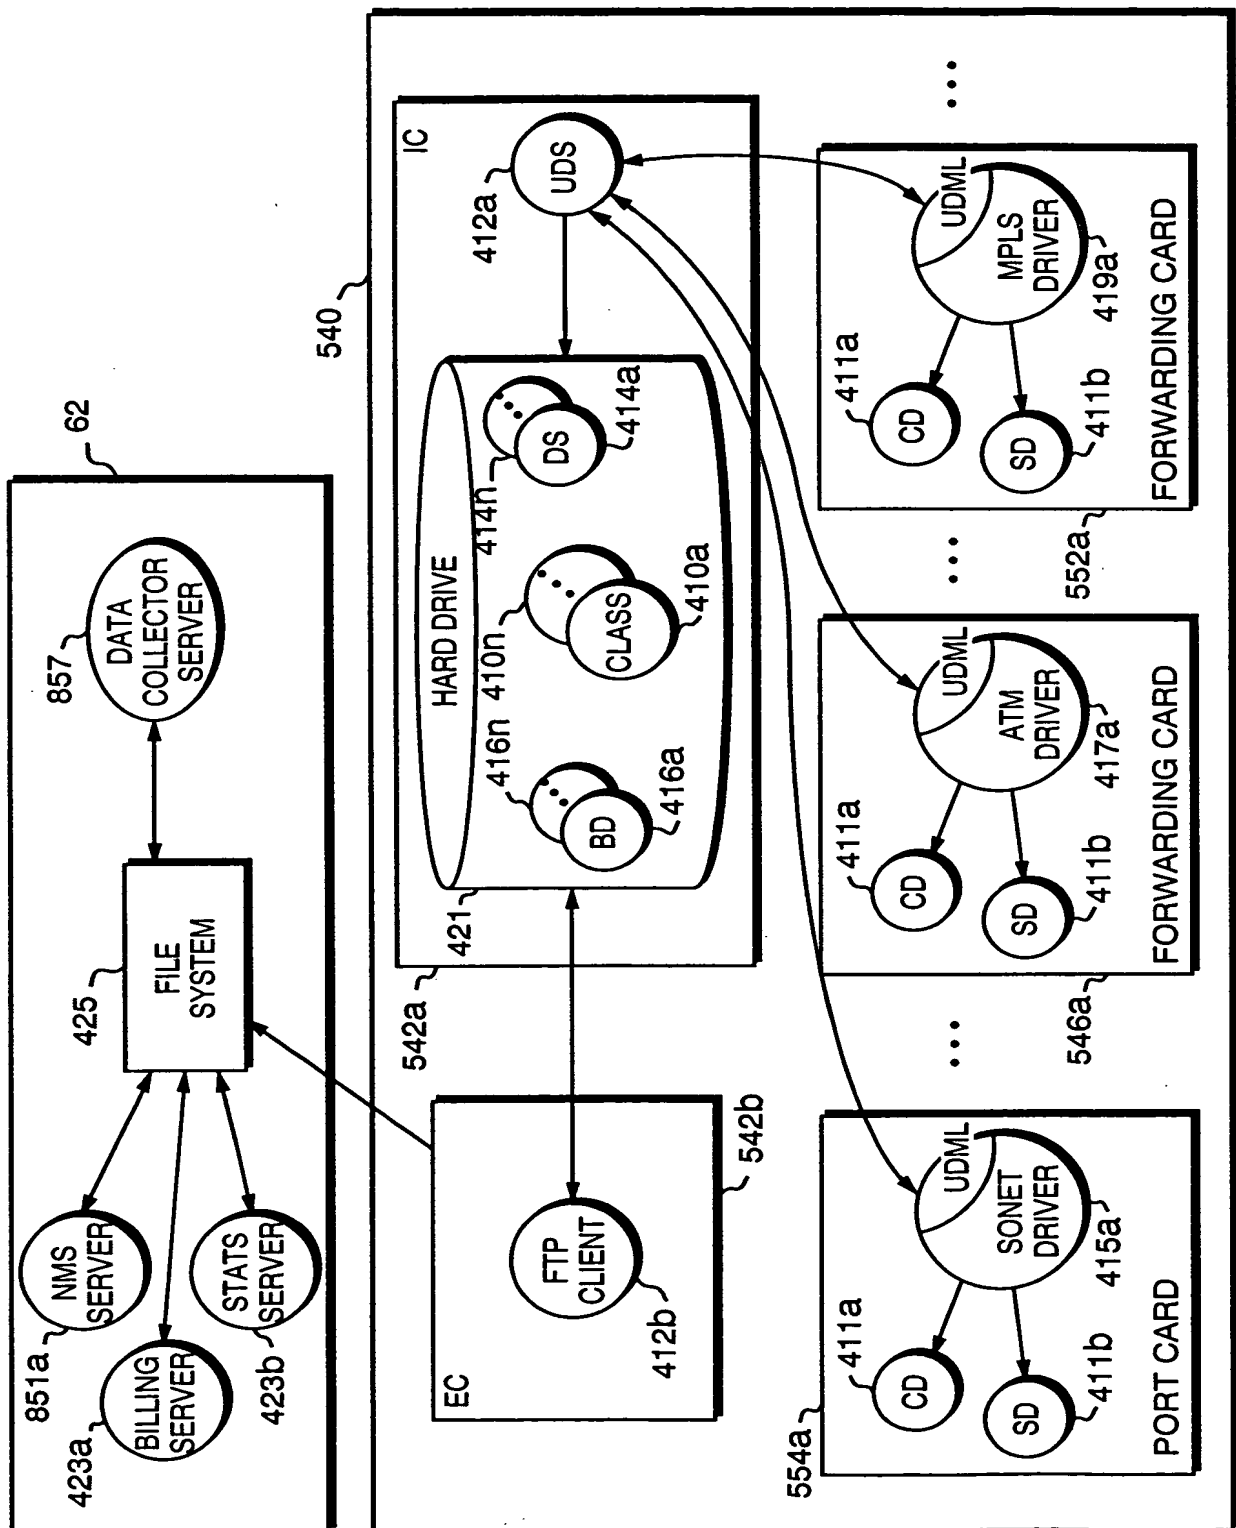 62
851a
NMS
SERVER
423a
BILLING
SERVER
STATS
SERVER
423b
425
FILE
SYSTEM
857
DATA
COLLECTOR
SERVER
540
EC
FTP
CLIENT
412b
542b
542a
IC
421
HARD DRIVE
416n
BD
416a
410n
CLASS
410a
414n
DS
414a
412a
UDS
554a
PORT CARD
411a
CD
SD
411b
UDML
SONET
DRIVER
415a
546a
FORWARDING CARD
411a
CD
SD
411b
UDML
ATM
DRIVER
417a
552a
FORWARDING CARD
411a
CD
SD
411b
UDML
MPLS
DRIVER
419a